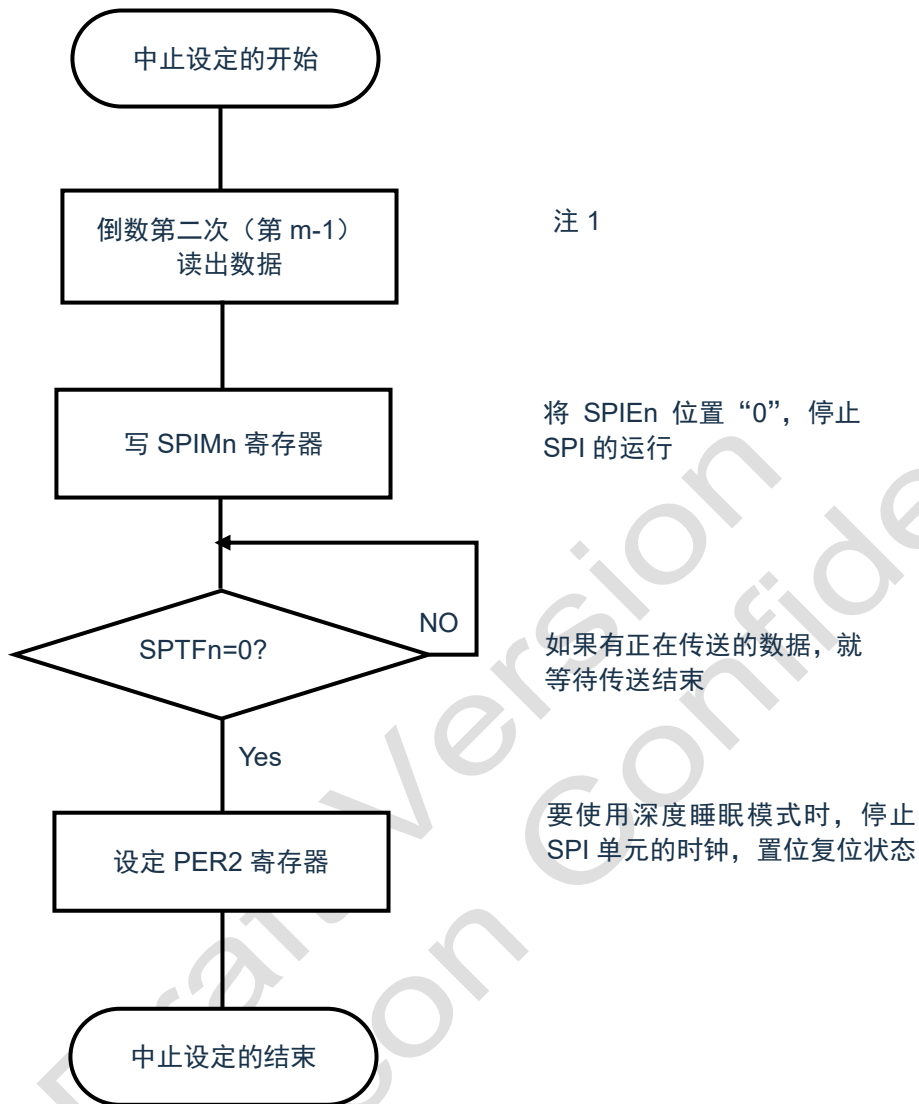 中止设定的开始
倒数第二次（第 m-1）
读出数据
注 1
写 SPIMn 寄存器
将 SPIEn 位置“0”，停止
SPI 的运行
NO
SPTFn=0?
如果有正在传送的数据，就
等待传送结束
Yes
设定 PER2 寄存器
要使用深度睡眠模式时，停止
SPI 单元的时钟，置位复位状态
中止设定的结束
Draft Version